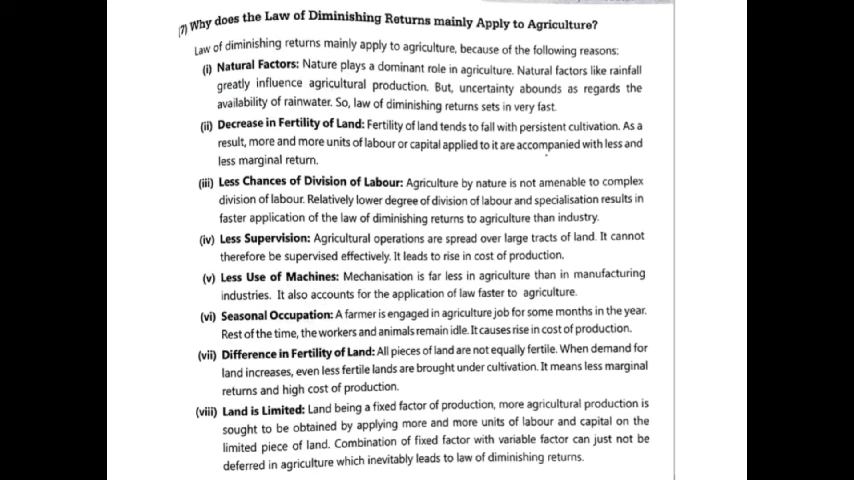 (7) Why does the Law of Diminishing Returns mainly Apply to Agriculture?
Law of diminishing returns mainly apply to agriculture, because of the following reasons:
(i) Natural Factors: Nature plays a dominant role in agriculture. Natural factors like rainfall
greatly influence agricultural production. But, uncertainty abounds as regards the
availability of rainwater. So, law of diminishing returns sets in very fast.
(ii) Decrease in Fertility of Land: Fertility of land tends to fall with persistent cultivation. As a
result, more and more units of labour or capital applied to it are accompanied with less and
less marginal return.
(iii) Less Chances of Division of Labour: Agriculture by nature is not amenable to complex
division of labour. Relatively lower degree of division of labour and specialisation results in
faster application of the law of diminishing returns to agriculture than industry.
(iv) Less Supervision: Agricultural operations are spread over large tracts of land. It cannot
therefore be supervised effectively. It leads to rise in cost of production.
(v) Less Use of Machines: Mechanisation is far less in agriculture than in manufacturing
industries. It also accounts for the application of law faster to agriculture.
(vi) Seasonal Occupation: A farmer is engaged in agriculture job for some months in the year.
Rest of the time, the workers and animals remain idle. It causes rise in cost of production.
(vii) Difference in Fertility of Land: All pieces of land are not equally fertile. When demand for
land increases, even less fertile lands are brought under cultivation. It means less marginal
returns and high cost of production.
(viii) Land is Limited: Land being a fixed factor of production, more agricultural production is
sought to be obtained by applying more and more units of labour and capital on the
limited piece of land. Combination of fixed factor with variable factor can just not be
deferred in agriculture which inevitably leads to law of diminishing returns.